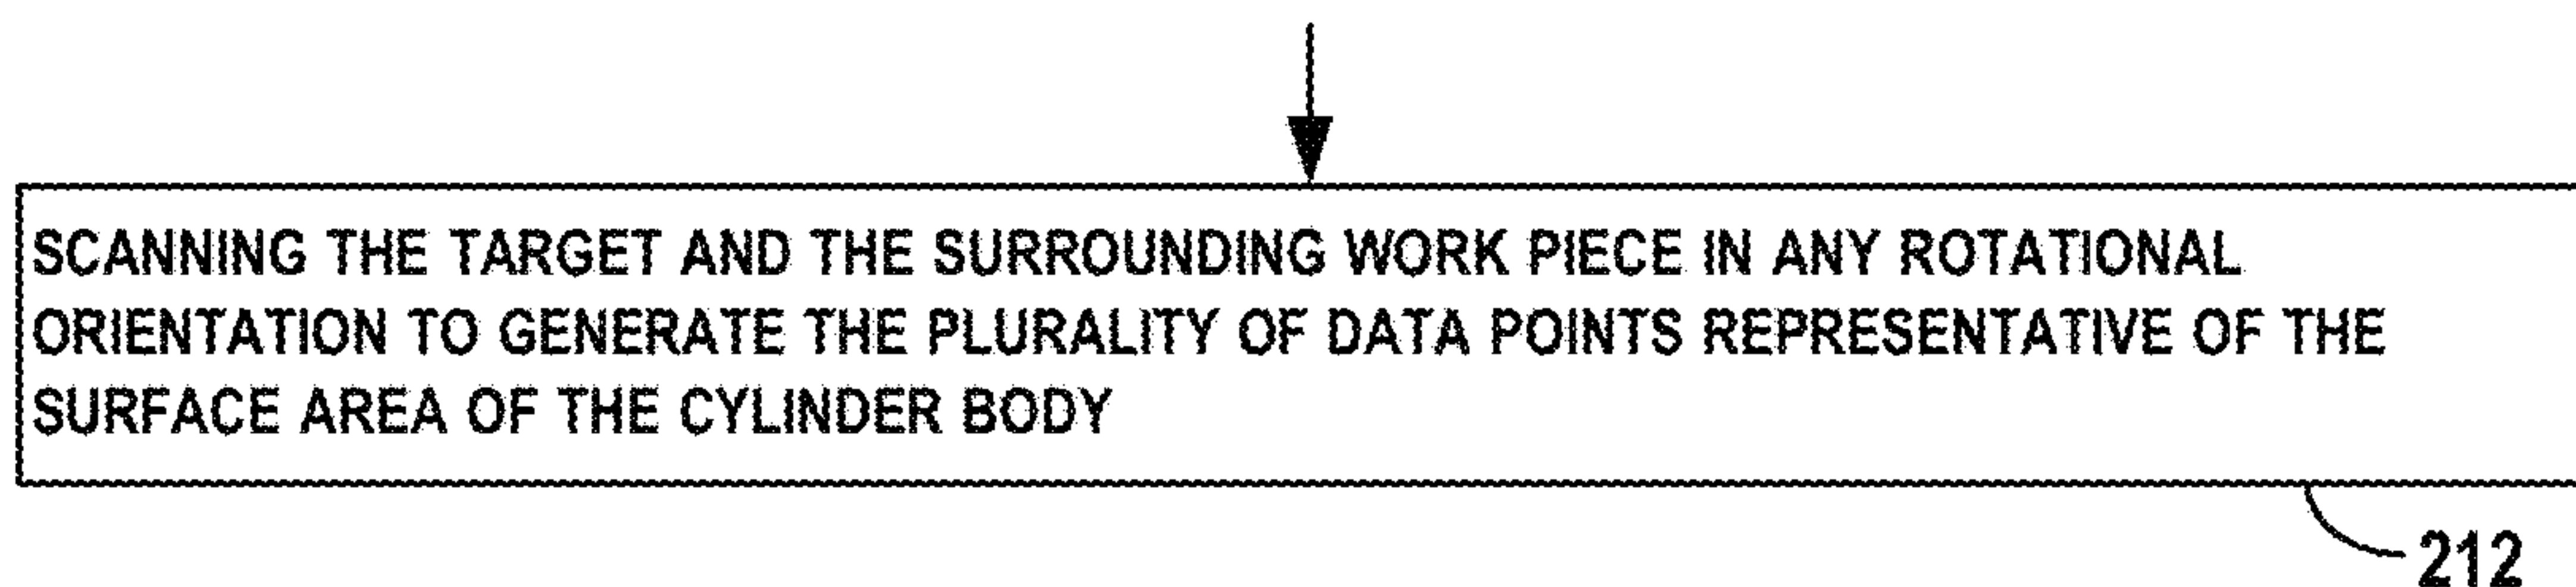 SCANNING THE TARGET AND THE SURROUNDING WORK PIECE IN ANY ROTATIONAL
ORIENTATION TO GENERATE THE PLURALITY OF DATA POINTS REPRESENTATIVE OF THE
SURFACE AREA OF THE CYLINDER BODY
212